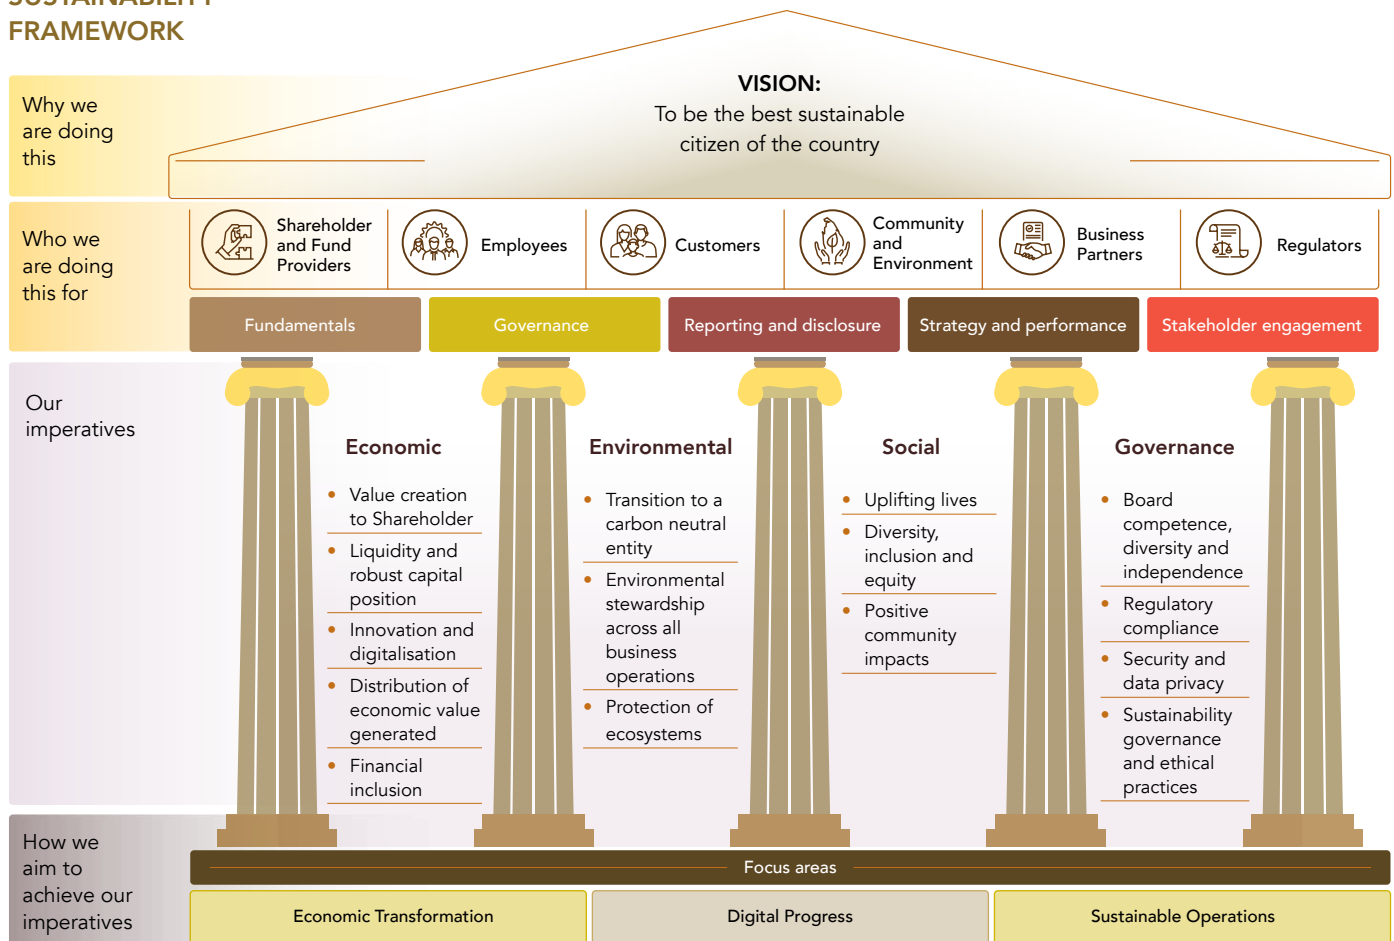 SUSTAINABILITY
FRAMEWORK
Why we
are doing
this
VISION:
To be the best sustainable
citizen of the country
Who we
are doing
this for
Shareholder
and Fund
Providers
Employees
Customers
Community
and
Environment
Business
Partners
Regulators
Fundamentals
Governance
Reporting and disclosure
Strategy and performance
Stakeholder engagement
Our
imperatives
Economic
• Value creation
to Shareholder
• Liquidity and
robust capital
position
• Innovation and
digitalisation
• Distribution of
economic value
generated
• Financial
inclusion
Environmental
• Transition to a
carbon neutral
entity
• Environmental
stewardship
across all
business
operations
• Protection of
ecosystems
Social
• Uplifting lives
• Diversity,
inclusion and
equity
• Positive
community
impacts
Governance
• Board
competence,
diversity and
independence
• Regulatory
compliance
• Security and
data privacy
• Sustainability
governance
and ethical
practices
How we
aim to
achieve our
imperatives
Focus areas
Economic Transformation
Digital Progress
Sustainable Operations